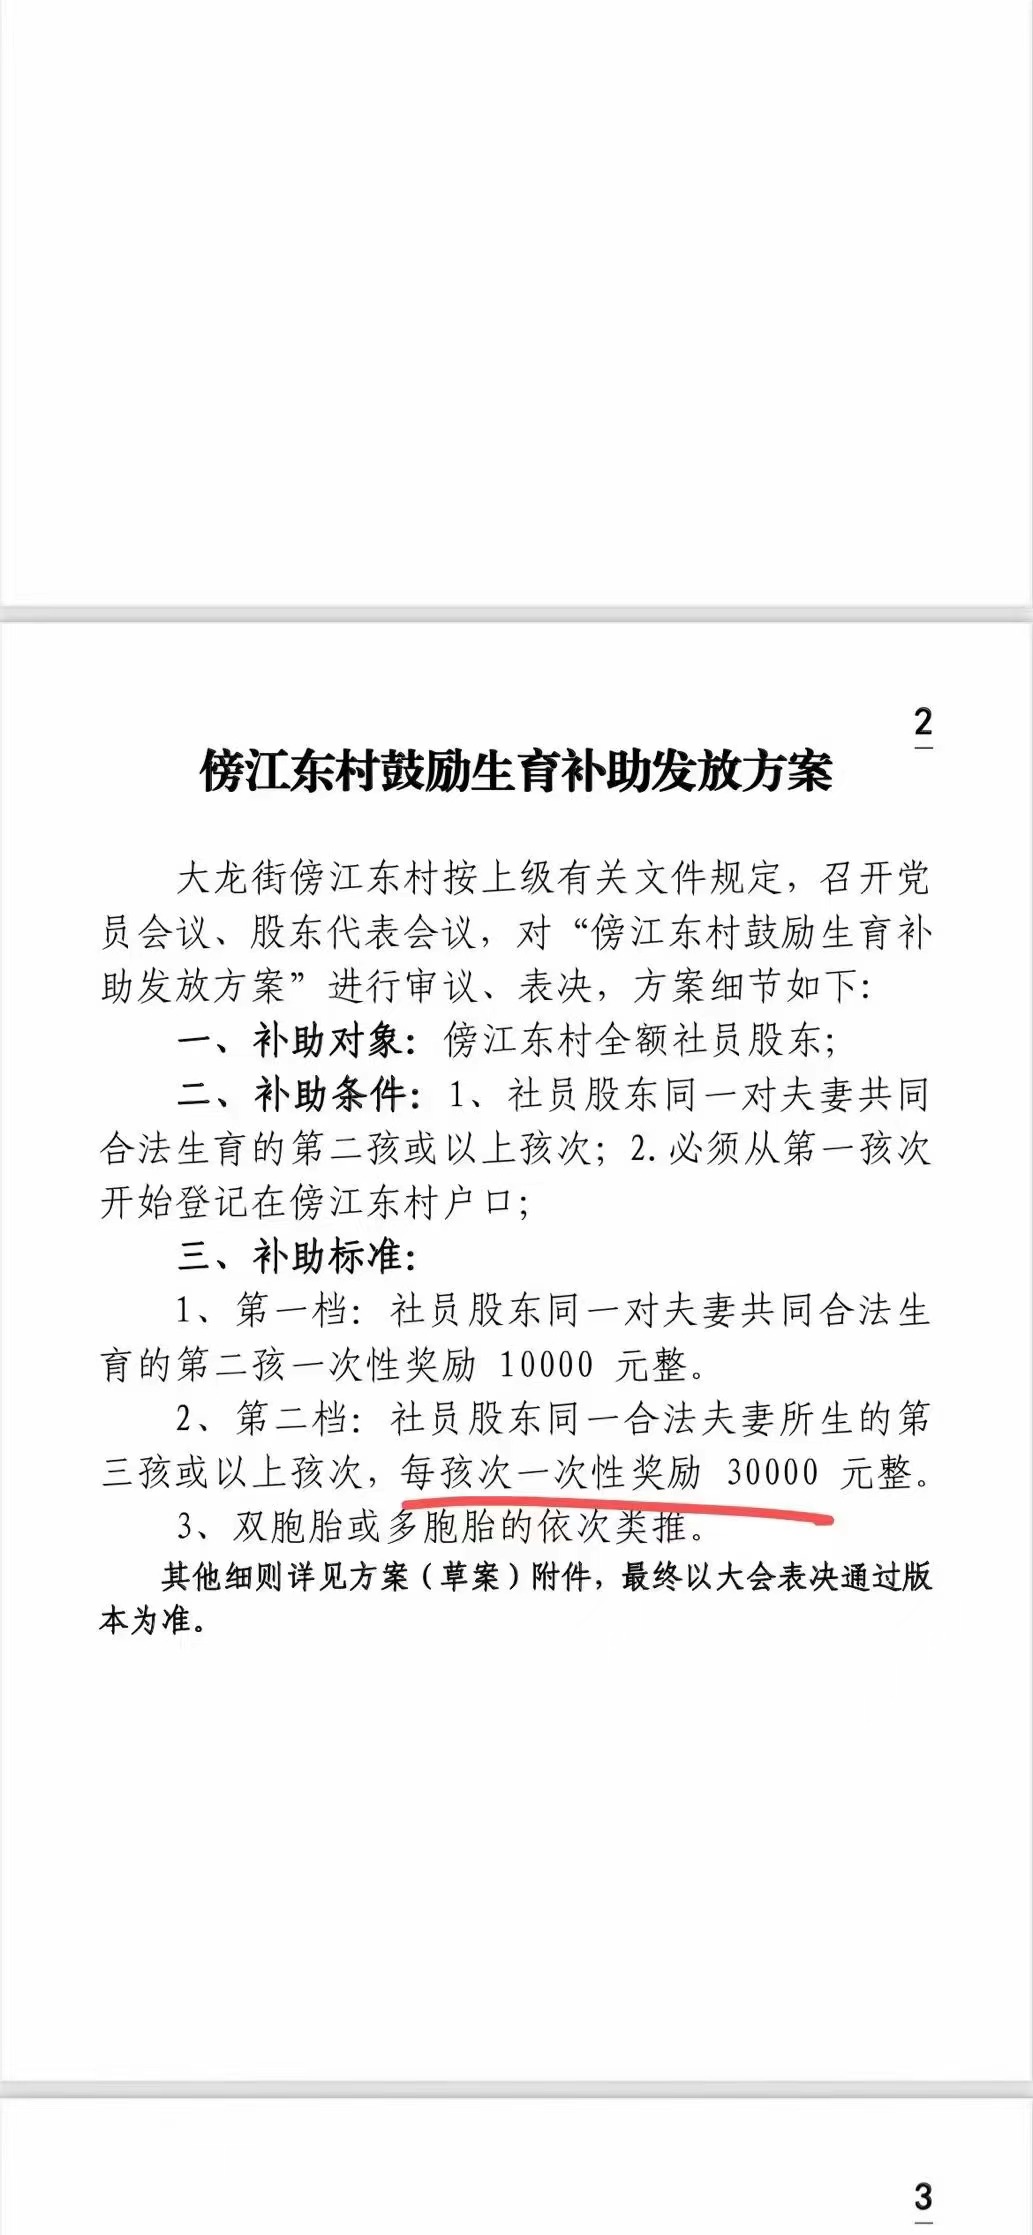 2
傍江东村鼓励生育补助发放方案
大龙街傍江东村按上级有关文件规定，召开党
员会议、股东代表会议，对“傍江东村鼓励生育补
助发放方案”进行审议、表决，方案细节如下：
一、补助对象：傍江东村全额社员股东；
二、补助条件：1、社员股东同一对夫妻共同
合法生育的第二孩或以上孩次；2.必须从第一孩次
开始登记在傍江东村户口；
三、补助标准：
1、第一档：社员股东同一对夫妻共同合法生
育的第二孩一次性奖励 10000 元整。
2、第二档：社员股东同一合法夫妻所生的第
三孩或以上孩次，每孩次一次性奖励 30000 元整。
3、双胞胎或多胞胎的依次类推。
其他细则详见方案（草案）附件，最终以大会表决通过版
本为准。
3